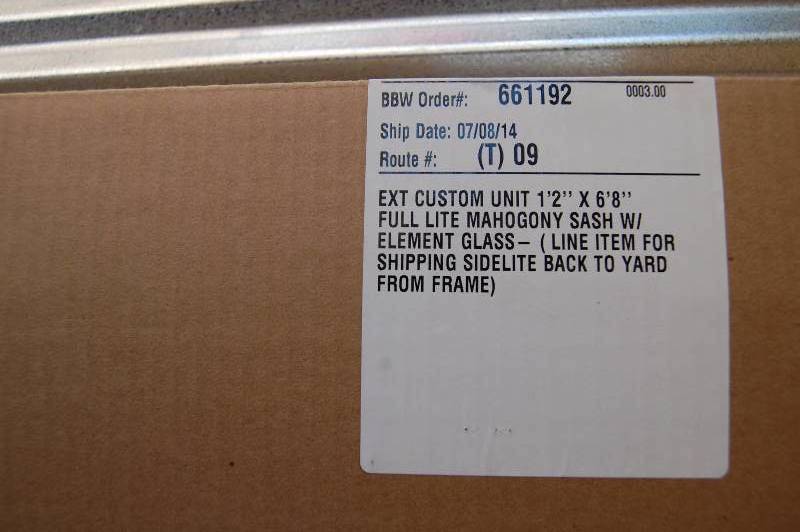 BBW Order#: 661192 0003.00
Ship Date: 07/08/14
Route #: (T) 09
EXT CUSTOM UNIT 1'2'' X 6'8''
FULL LITE MAHOGONY SASH W/
ELEMENT GLASS– ( LINE ITEM FOR
SHIPPING SIDELITE BACK TO YARD
FROM FRAME)